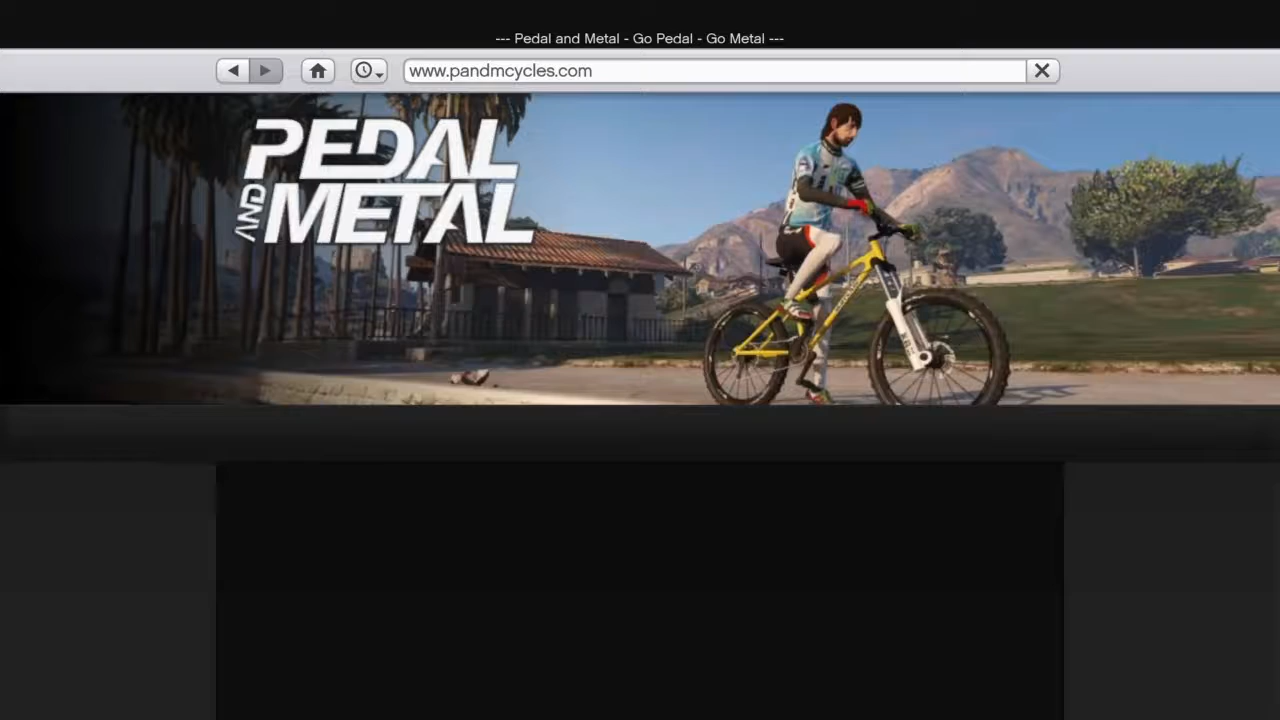 --- Pedal and Metal - Go Pedal - Go Metal ---
www.pandmcycles.com
PEDAL
AND METAL